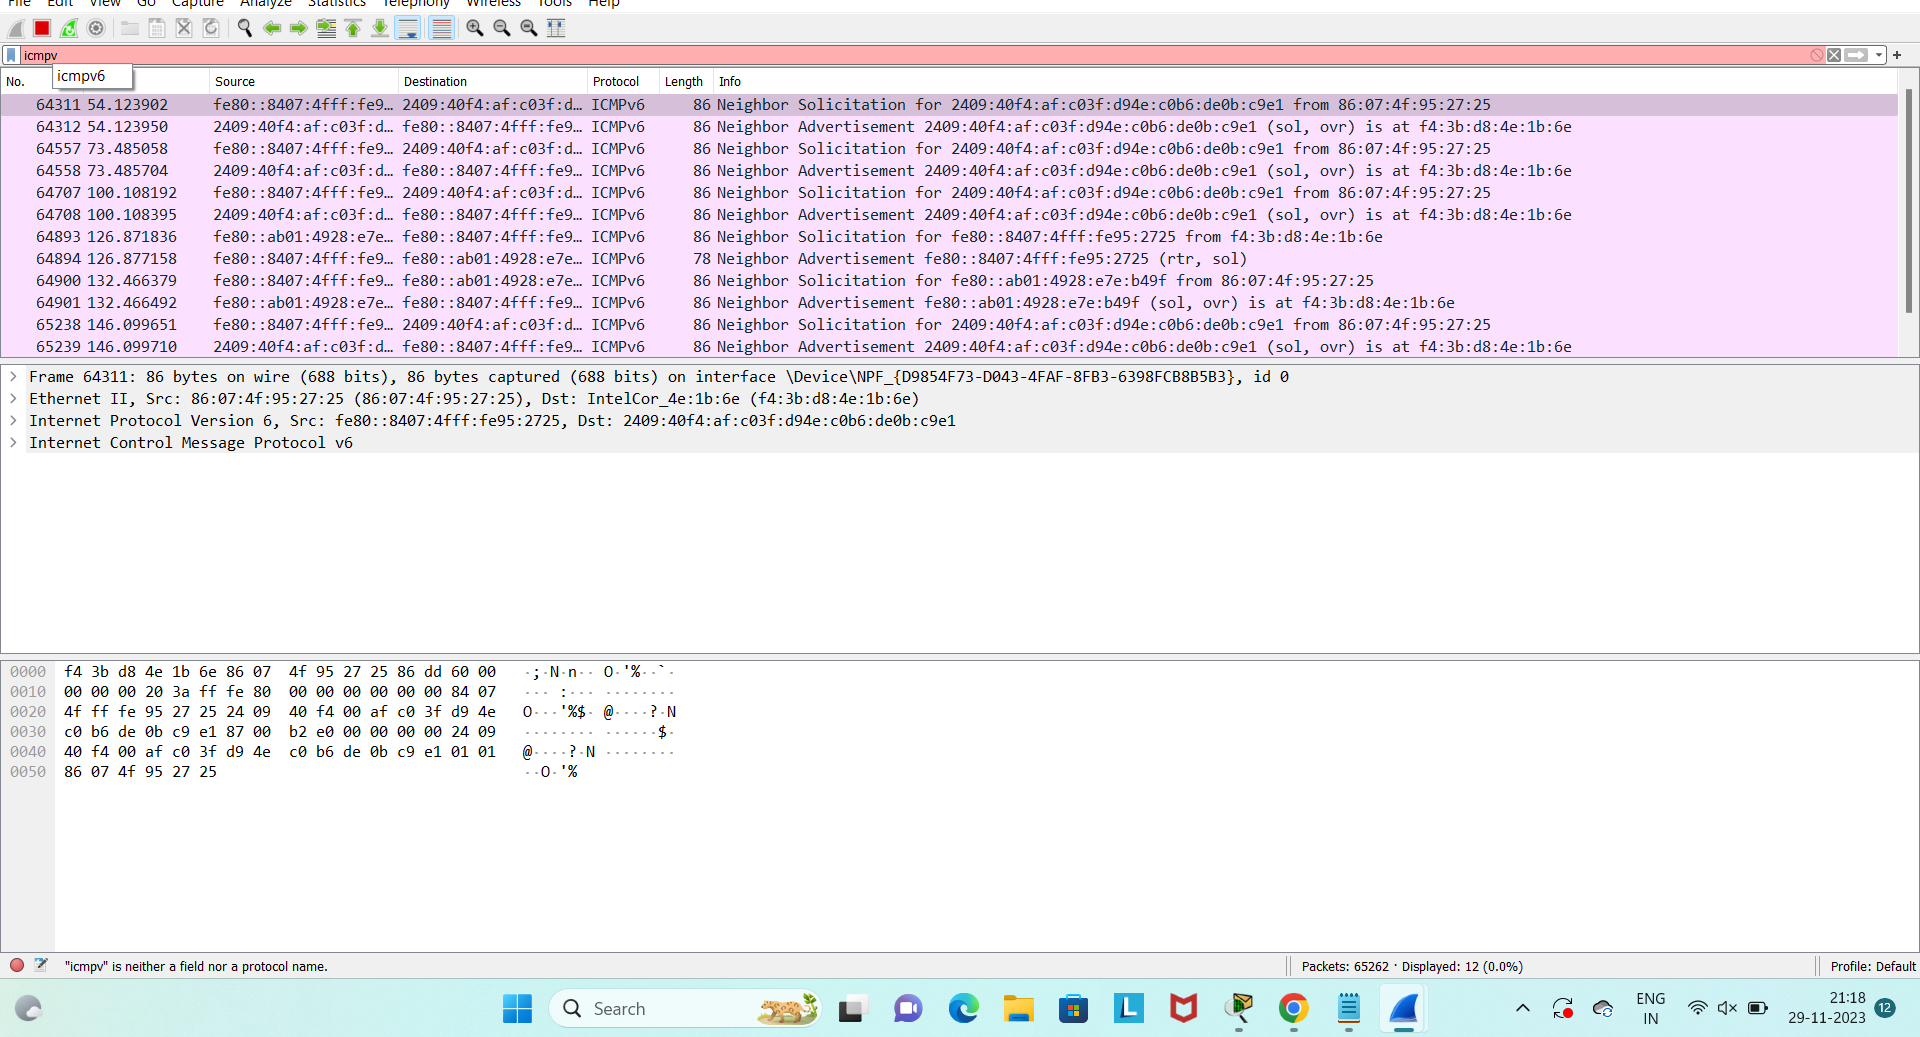 File Edit View Go Capture Analyze Statistics Telephony Wireless Tools Help
icmpv
icmpv6
No. Source Destination Protocol Length Info
64311 54.123902 fe80::8407:4fff:fe9… 2409:40f4:af:c03f:d… ICMPv6 86 Neighbor Solicitation for 2409:40f4:af:c03f:d94e:c0b6:de0b:c9e1 from 86:07:4f:95:27:25
64312 54.123950 2409:40f4:af:c03f:d… fe80::8407:4fff:fe9… ICMPv6 86 Neighbor Advertisement 2409:40f4:af:c03f:d94e:c0b6:de0b:c9e1 (sol, ovr) is at f4:3b:d8:4e:1b:6e
64557 73.485058 fe80::8407:4fff:fe9… 2409:40f4:af:c03f:d… ICMPv6 86 Neighbor Solicitation for 2409:40f4:af:c03f:d94e:c0b6:de0b:c9e1 from 86:07:4f:95:27:25
64558 73.485704 2409:40f4:af:c03f:d… fe80::8407:4fff:fe9… ICMPv6 86 Neighbor Advertisement 2409:40f4:af:c03f:d94e:c0b6:de0b:c9e1 (sol, ovr) is at f4:3b:d8:4e:1b:6e
64707 100.108192 fe80::8407:4fff:fe9… 2409:40f4:af:c03f:d… ICMPv6 86 Neighbor Solicitation for 2409:40f4:af:c03f:d94e:c0b6:de0b:c9e1 from 86:07:4f:95:27:25
64708 100.108395 2409:40f4:af:c03f:d… fe80::8407:4fff:fe9… ICMPv6 86 Neighbor Advertisement 2409:40f4:af:c03f:d94e:c0b6:de0b:c9e1 (sol, ovr) is at f4:3b:d8:4e:1b:6e
64893 126.871836 fe80::ab01:4928:e7e… fe80::8407:4fff:fe9… ICMPv6 86 Neighbor Solicitation for fe80::8407:4fff:fe95:2725 from f4:3b:d8:4e:1b:6e
64894 126.877158 fe80::8407:4fff:fe9… fe80::ab01:4928:e7e… ICMPv6 78 Neighbor Advertisement fe80::8407:4fff:fe95:2725 (rtr, sol)
64900 132.466379 fe80::8407:4fff:fe9… fe80::ab01:4928:e7e… ICMPv6 86 Neighbor Solicitation for fe80::ab01:4928:e7e:b49f from 86:07:4f:95:27:25
64901 132.466492 fe80::ab01:4928:e7e… fe80::8407:4fff:fe9… ICMPv6 86 Neighbor Advertisement fe80::ab01:4928:e7e:b49f (sol, ovr) is at f4:3b:d8:4e:1b:6e
65238 146.099651 fe80::8407:4fff:fe9… 2409:40f4:af:c03f:d… ICMPv6 86 Neighbor Solicitation for 2409:40f4:af:c03f:d94e:c0b6:de0b:c9e1 from 86:07:4f:95:27:25
65239 146.099710 2409:40f4:af:c03f:d… fe80::8407:4fff:fe9… ICMPv6 86 Neighbor Advertisement 2409:40f4:af:c03f:d94e:c0b6:de0b:c9e1 (sol, ovr) is at f4:3b:d8:4e:1b:6e
Frame 64311: 86 bytes on wire (688 bits), 86 bytes captured (688 bits) on interface \Device\NPF_{D9854F73-D043-4FAF-8FB3-6398FCB8B5B3}, id 0
Ethernet II, Src: 86:07:4f:95:27:25 (86:07:4f:95:27:25), Dst: IntelCor_4e:1b:6e (f4:3b:d8:4e:1b:6e)
Internet Protocol Version 6, Src: fe80::8407:4fff:fe95:2725, Dst: 2409:40f4:af:c03f:d94e:c0b6:de0b:c9e1
Internet Control Message Protocol v6
0000 f4 3b d8 4e 1b 6e 86 07 4f 95 27 25 86 dd 60 00 ·;·N·n·· O·'%··`·
0010 00 00 00 20 3a ff fe 80 00 00 00 00 00 00 84 07 ··· :··· ········
0020 4f ff fe 95 27 25 24 09 40 f4 00 af c0 3f d9 4e O···'%$· @····?·N
0030 c0 b6 de 0b c9 e1 87 00 b2 e0 00 00 00 00 24 09 ········ ······$·
0040 40 f4 00 af c0 3f d9 4e c0 b6 de 0b c9 e1 01 01 @····?·N ········
0050 86 07 4f 95 27 25 ··O·'%
"icmpv" is neither a field nor a protocol name. Packets: 65262 · Displayed: 12 (0.0%) Profile: Default
Search
L
ENG
IN
21:18
29-11-2023
12